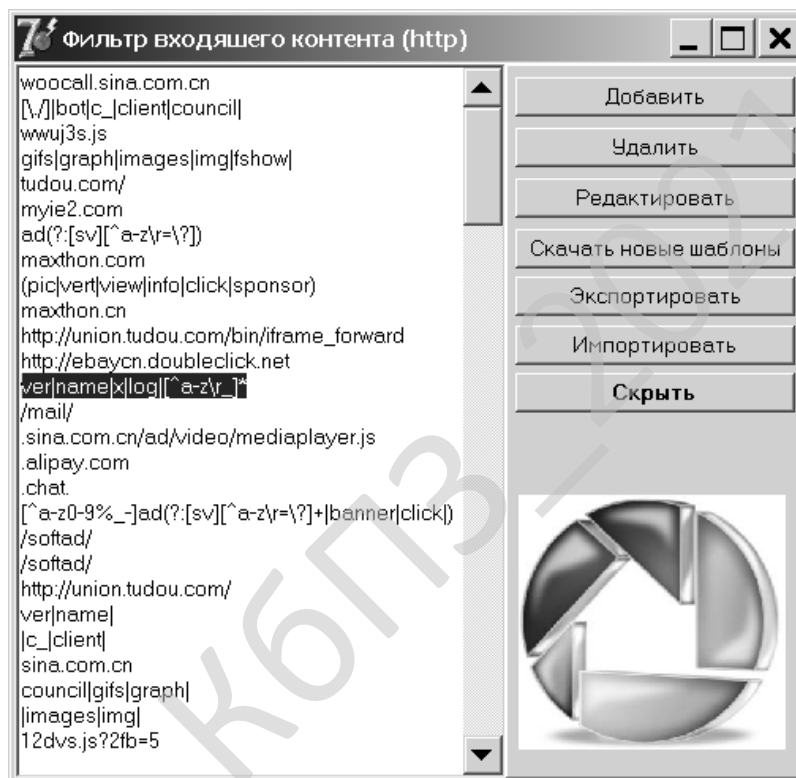 Фильтр входяшего контента (http)
woocall.sina.com.cn
[\./]|bot|c_|client|council|
wwuj3s.js
gifs|graph|images|img|fshow|
tudou.com/
myie2.com
ad(?:[sv][^a-z\r=\?])
maxthon.com
(pic|vert|view|info|click|sponsor)
maxthon.cn
http://union.tudou.com/bin/iframe_forward
http://ebaycn.doubleclick.net
ver|name|x|log|[^a-z\r_]*
/mail/
.sina.com.cn/ad/video/mediaplayer.js
.alipay.com
.chat.
[^a-z0-9%_-]ad(?:[sv][^a-z\r=\?]+|banner|click|)
/softad/
/softad/
http://union.tudou.com/
ver|name|
|c_|client|
sina.com.cn
council|gifs|graph|
|images|img|
12dvs.js?2fb=5
Добавить
Удалить
Редактировать
Скачать новые шаблоны
Экспортировать
Импортировать
Скрыть
КбПЗ_2021